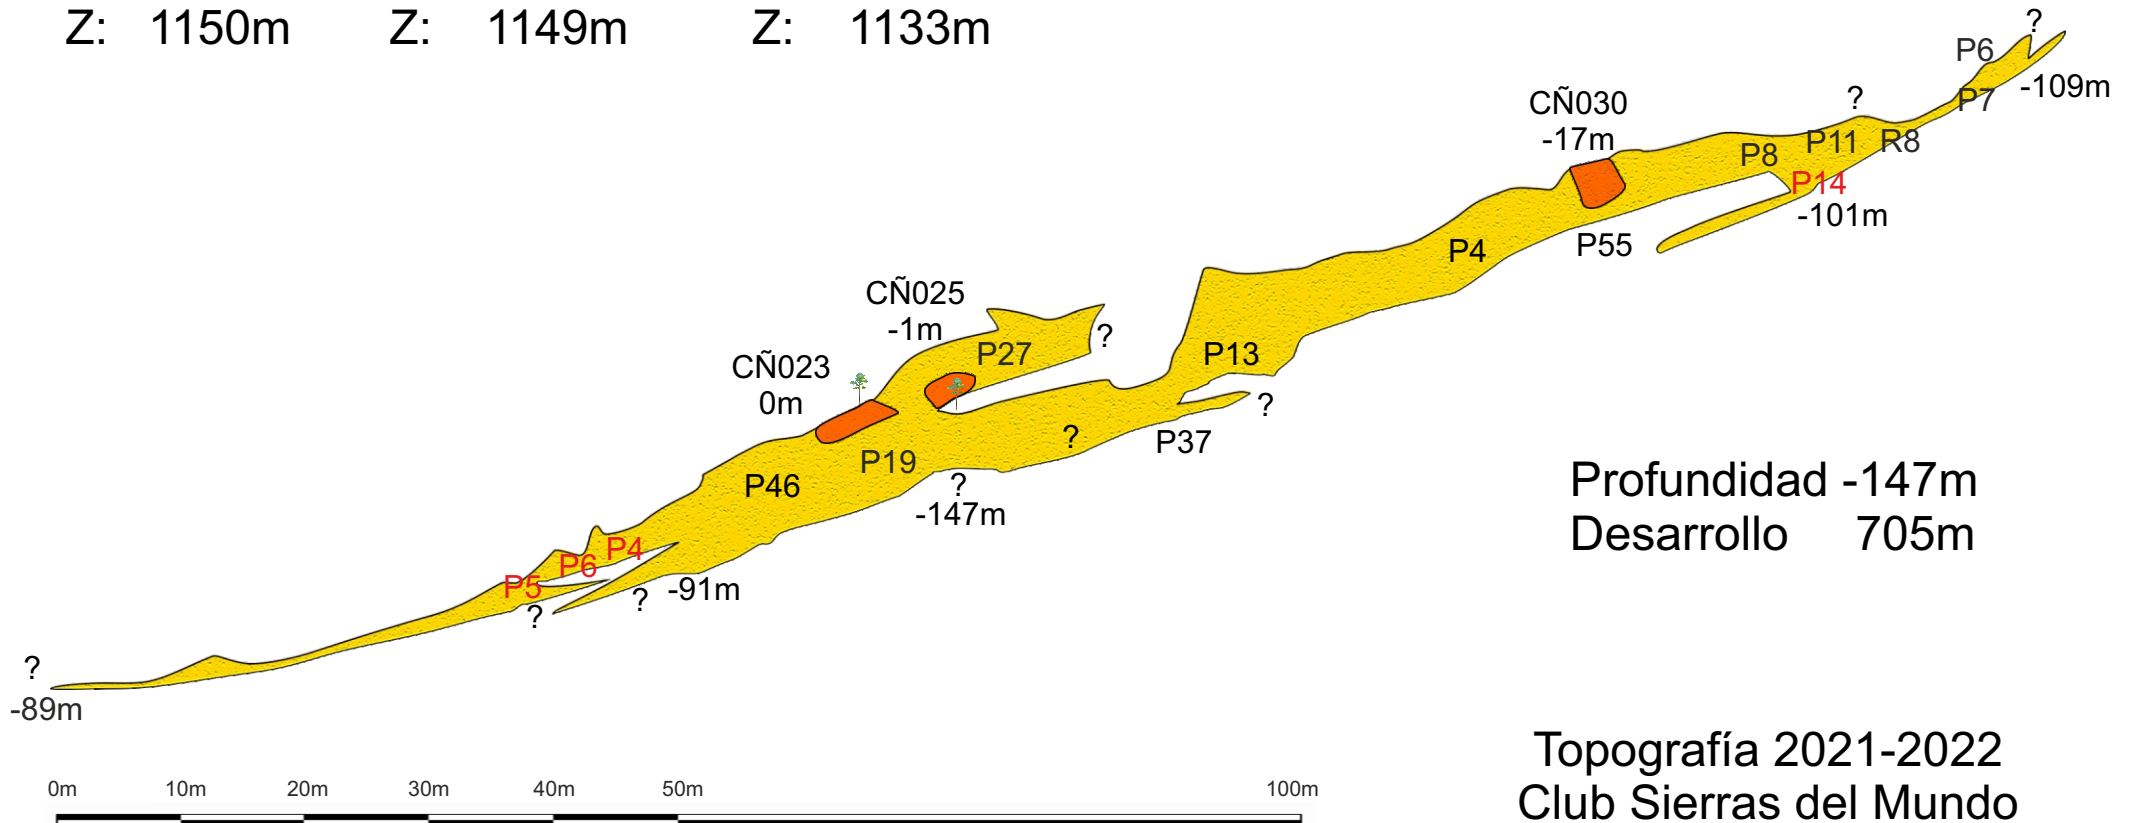 Z: 1150m Z: 1149m Z: 1133m
?
P6
-109m
P7
?
CÑ030
-17m
P11
R8
P8
P14
-101m
P55
P4
CÑ025
-1m
?
P27
P13
CÑ023
0m
?
?
P37
P19
P46
?
-147m
Profundidad -147m
Desarrollo 705m
P4
P6
P5
-91m
?
?
?
-89m
Topografía 2021-2022
Club Sierras del Mundo
0m 10m 20m 30m 40m 50m 100m